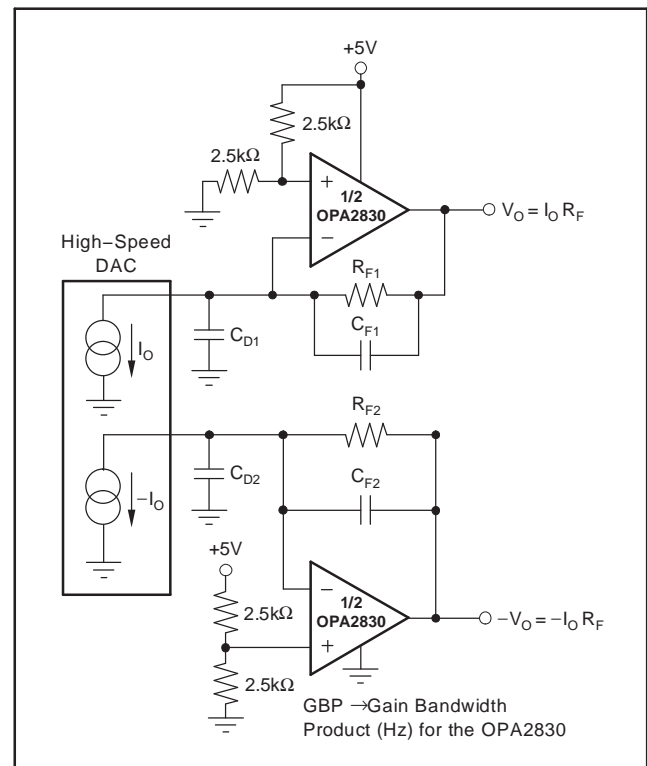 +5V
2.5kΩ
2.5kΩ
+
1/2
OPA2830
−
V_O = I_O R_F
High−Speed
DAC
R_F1
C_F1
C_D1
I_O
R_F2
C_D2
C_F2
−I_O
+5V
−
1/2
OPA2830
+
−V_O = −I_O R_F
2.5kΩ
2.5kΩ
GBP →Gain Bandwidth
Product (Hz) for the OPA2830